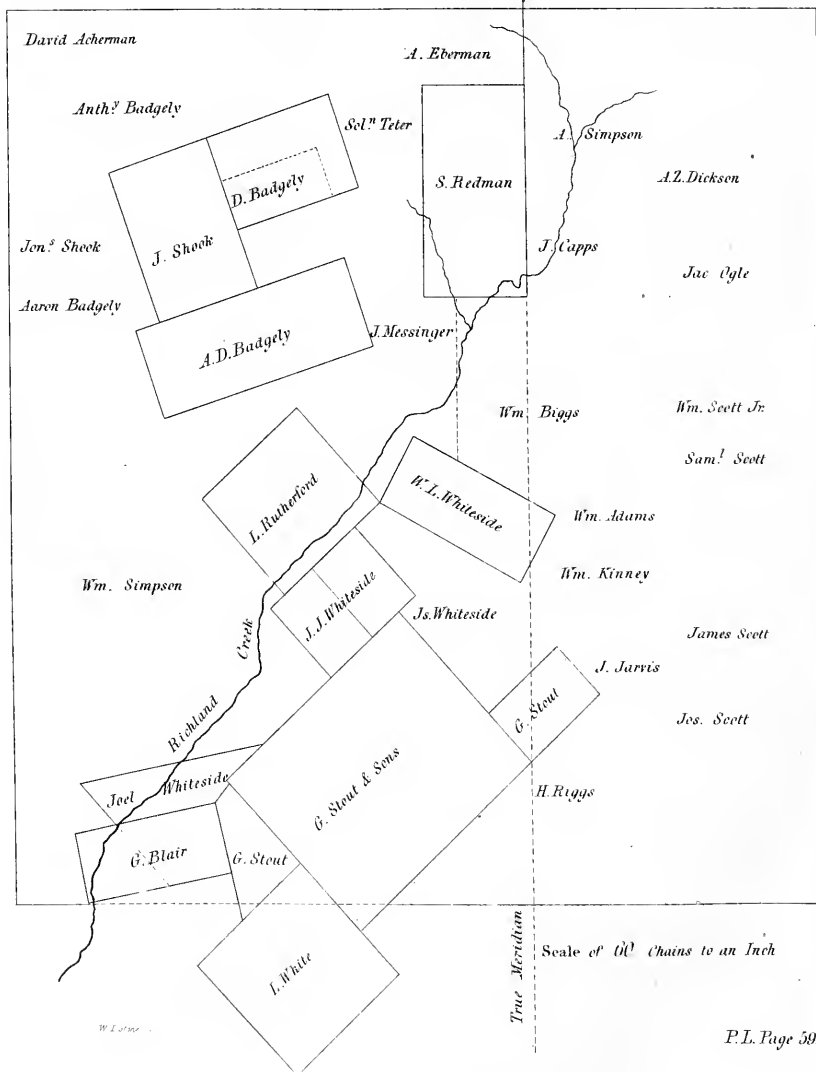 David Acherman
A. Eberman
Anth.y Badgely
Sol.n Teter
A. Simpson
D. Badgely
S. Redman
A.Z. Dickson
Jon.s Shook
J. Shook
J. Capps
Jac Ogle
Aaron Badgely
A.D. Badgely
J. Messinger
Wm. Biggs
Wm. Scott Jr.
Sam.l Scott
L. Rutherford
W. L. Whiteside
Wm. Adams
Wm. Simpson
J. J. Whiteside
Wm. Kinney
Js. Whiteside
James Scott
Richland Creek
J. Jarvis
G. Stout
Jos. Scott
Joel Whiteside
G. Stout & Sons
H. Riggs
G. Blair
G. Stout
L. White
True Meridian
Scale of 60 Chains to an Inch
P. L. Page 59